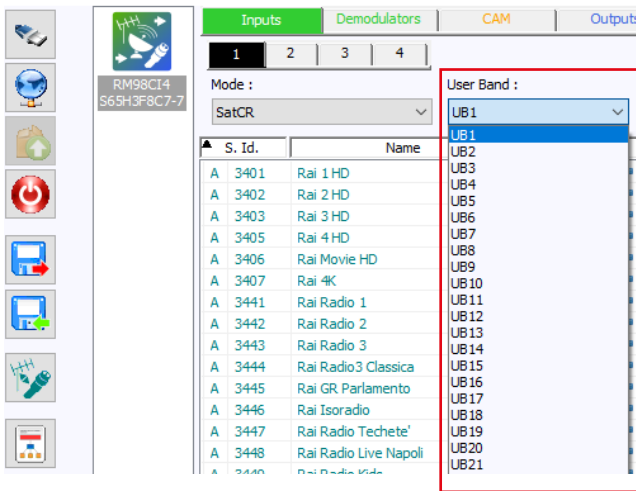 Inputs Demodulators CAM Outputs
1 2 3 4
RM98CI4
S65H3F8C7-7
Mode : User Band :
SatCR UB1
S. Id. Name
A 3401 Rai 1 HD
A 3402 Rai 2 HD
A 3403 Rai 3 HD
A 3405 Rai 4 HD
A 3406 Rai Movie HD
A 3407 Rai 4K
A 3441 Rai Radio 1
A 3442 Rai Radio 2
A 3443 Rai Radio 3
A 3444 Rai Radio3 Classica
A 3445 Rai GR Parlamento
A 3446 Rai Isoradio
A 3447 Rai Radio Techete'
A 3448 Rai Radio Live Napoli
A 3449 Rai Radio Kids
UB1
UB2
UB3
UB4
UB5
UB6
UB7
UB8
UB9
UB10
UB11
UB12
UB13
UB14
UB15
UB16
UB17
UB18
UB19
UB20
UB21